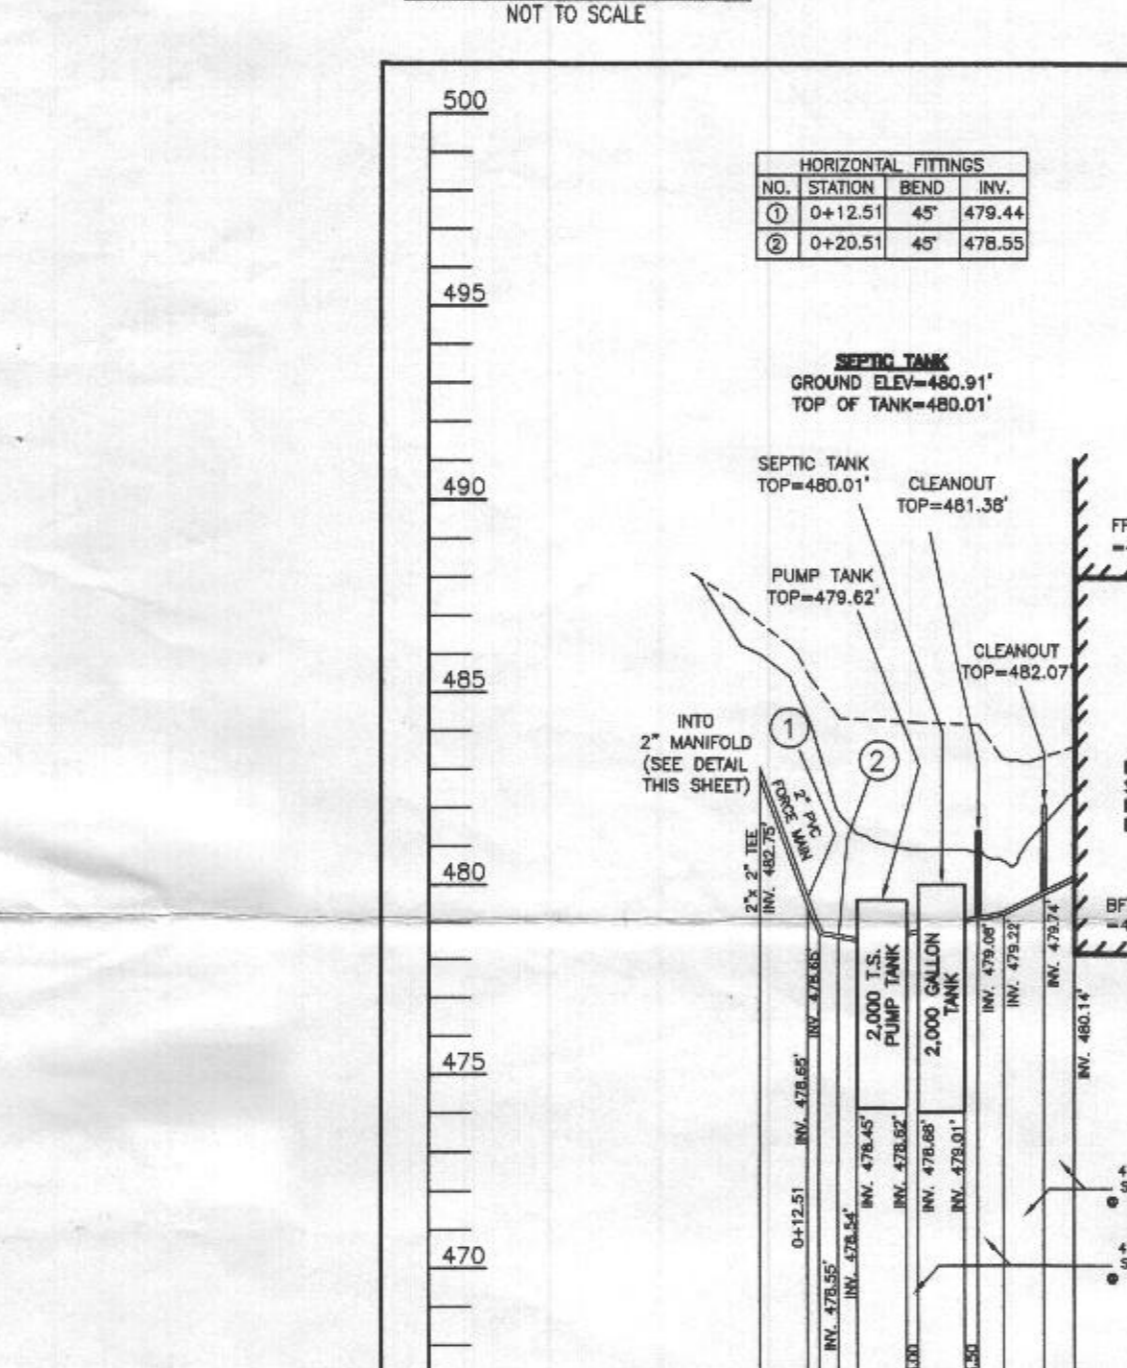 NOT TO SCALE
500
495
490
485
480
475
470
HORIZONTAL FITTINGS
NO. STATION BEND INV.
1 0+12.51 45° 479.44
2 0+20.51 45° 478.55
SEPTIC TANK
GROUND ELEV=480.91'
TOP OF TANK=480.01'
SEPTIC TANK
TOP=480.01'
CLEANOUT
TOP=481.38'
PUMP TANK
TOP=479.62'
CLEANOUT
TOP=482.07'
INTO
2" MANIFOLD
(SEE DETAIL
THIS SHEET)
1
2
2" PVC
FORCE MAIN
2"x 2" TEE
INV. 482.75'
INV. 478.65'
INV. 478.65'
0+12.51
INV. 478.55'
INV. 478.54'
2,000 T.S.
PUMP TANK
2,000 GALLON
TANK
INV. 478.45'
INV. 478.62'
INV. 478.68'
INV. 479.01'
INV. 479.08'
INV. 479.22'
INV. 479.74'
INV. 480.14'
BF
.00
.50